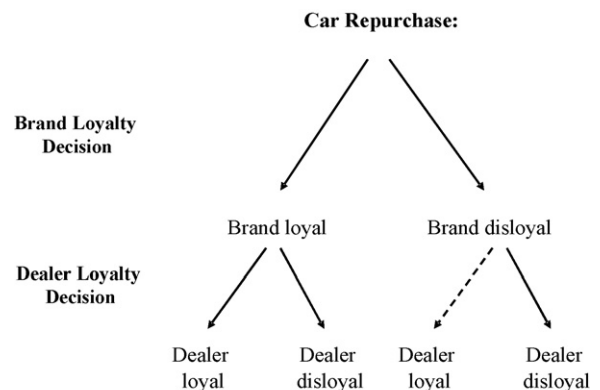 Car Repurchase:
Brand Loyalty
Decision
Brand loyal
Brand disloyal
Dealer Loyalty
Decision
Dealer
loyal
Dealer
disloyal
Dealer
loyal
Dealer
disloyal